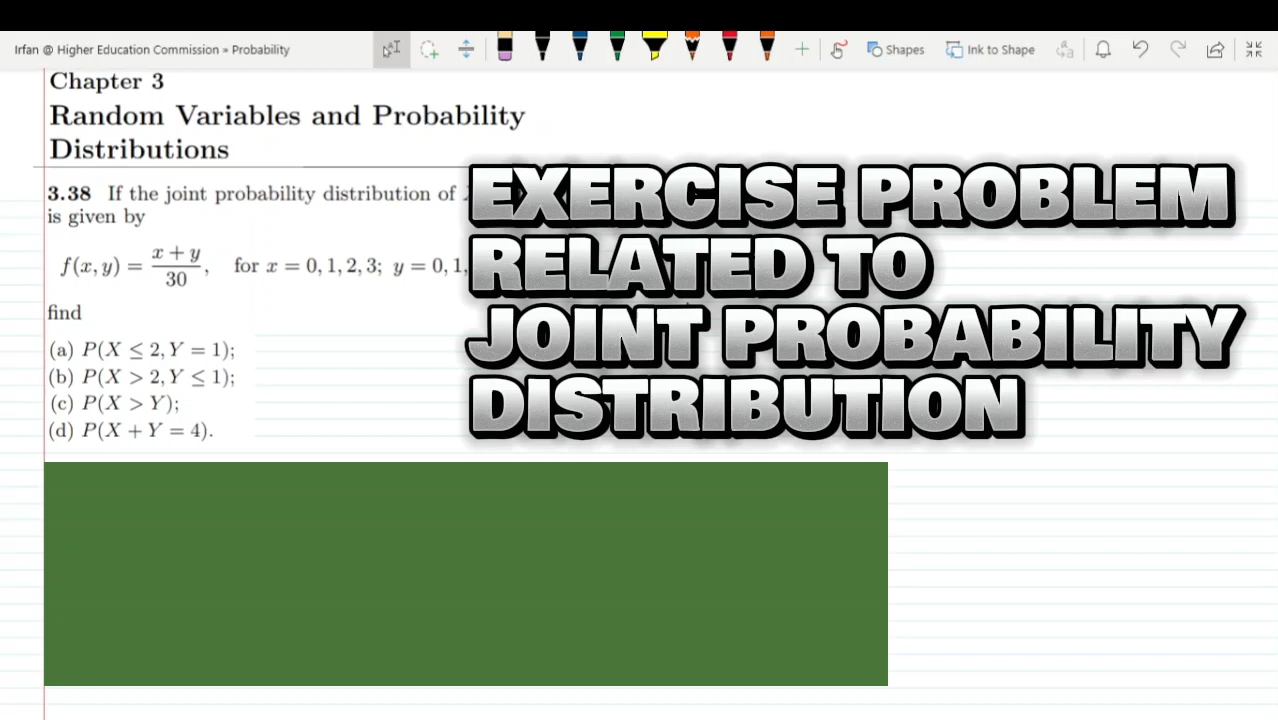 Irfan @ Higher Education Commission » Probability
Shapes
Ink to Shape
Chapter 3
Random Variables and Probability
Distributions
3.38 If the joint probability distribution of
is given by
f(x, y) = x + y / 30, for x = 0, 1, 2, 3; y = 0, 1,
find
(a) P(X ≤ 2, Y = 1);
(b) P(X > 2, Y ≤ 1);
(c) P(X > Y);
(d) P(X + Y = 4).
EXERCISE PROBLEM
RELATED TO
JOINT PROBABILITY
DISTRIBUTION